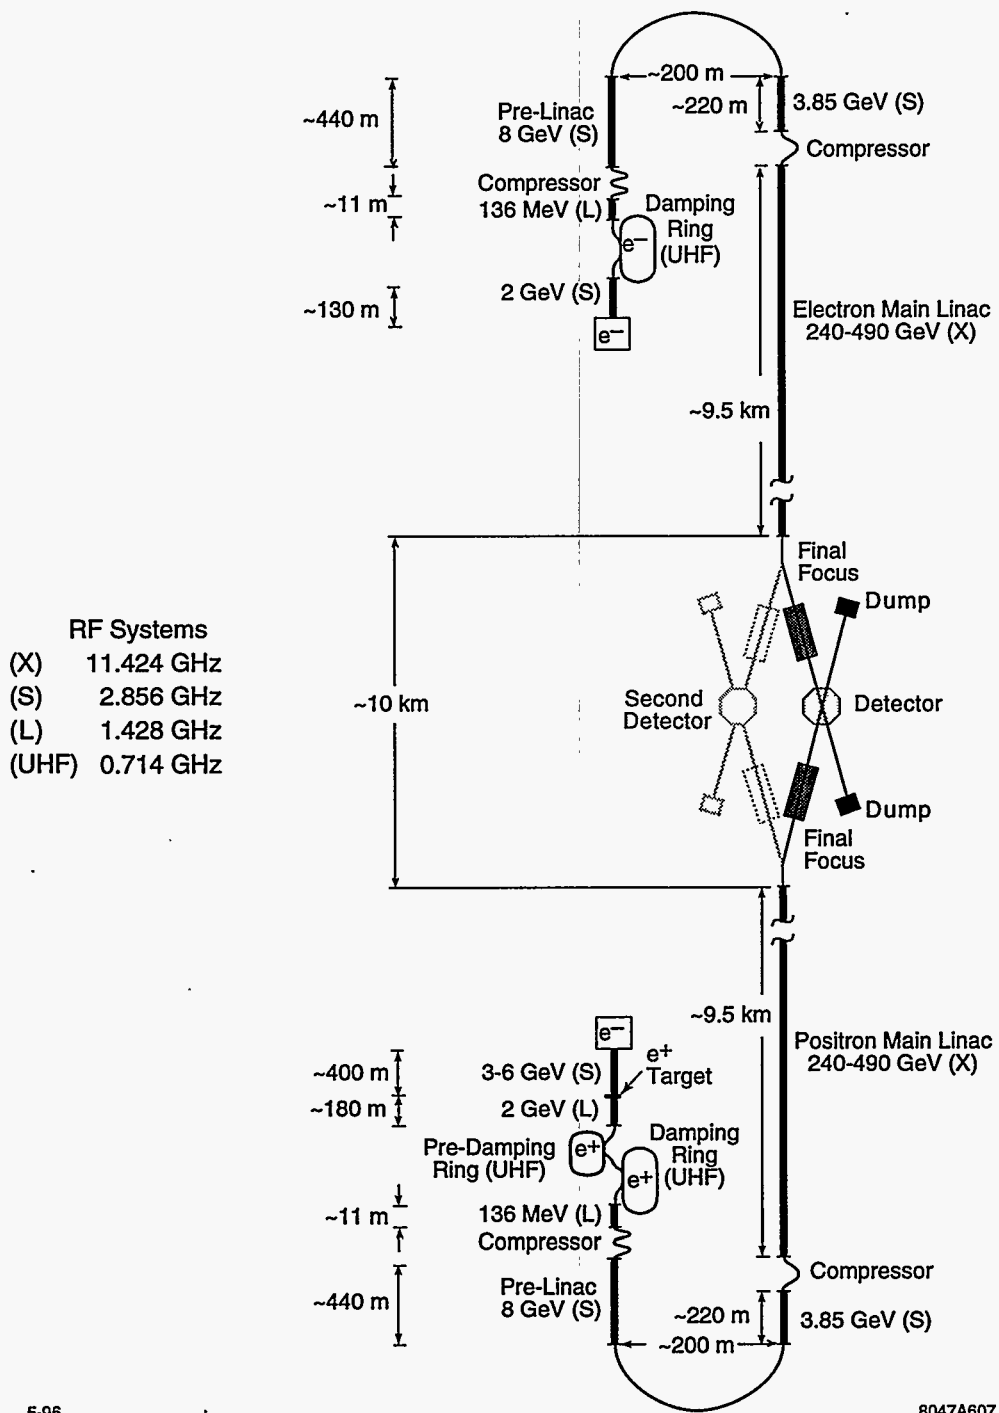 ~200 m
~220 m
3.85 GeV (S)
Pre-Linac
8 GeV (S)
~440 m
Compressor
Compressor
136 MeV (L)
~11 m
Damping
Ring
(UHF)
e–
2 GeV (S)
~130 m
e–
Electron Main Linac
240-490 GeV (X)
~9.5 km
Final
Focus
Dump
RF Systems
(X) 11.424 GHz
(S) 2.856 GHz
(L) 1.428 GHz
(UHF) 0.714 GHz
~10 km
Second
Detector
Detector
Dump
Final
Focus
~9.5 km
Positron Main Linac
240-490 GeV (X)
e–
~400 m
3-6 GeV (S)
e+
Target
~180 m
2 GeV (L)
Pre-Damping
Ring (UHF)
e+
Damping
Ring
(UHF)
e+
~11 m
136 MeV (L)
Compressor
Compressor
Pre-Linac
8 GeV (S)
~440 m
~220 m
3.85 GeV (S)
~200 m
5-96
8047A607